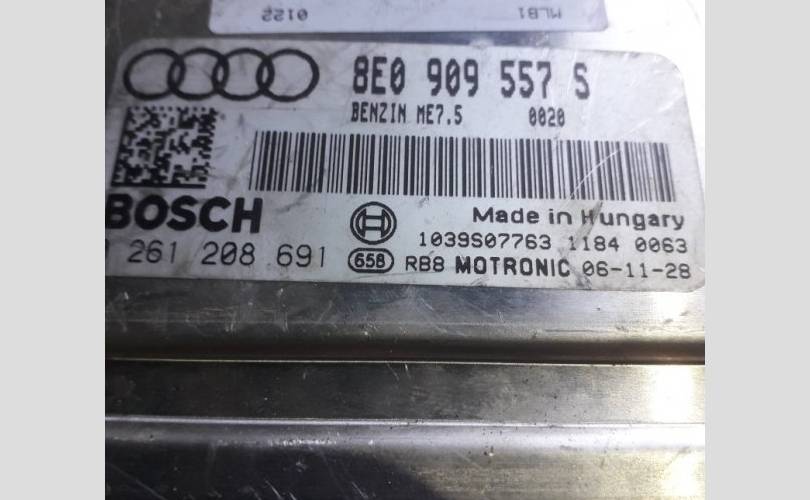 0122 MLB1
8E0 909 557 S
BENZIN ME7.5 0020
BOSCH
Made in Hungary
261 208 691
1039S07763 1184 0063
658 RB8 MOTRONIC 06-11-28